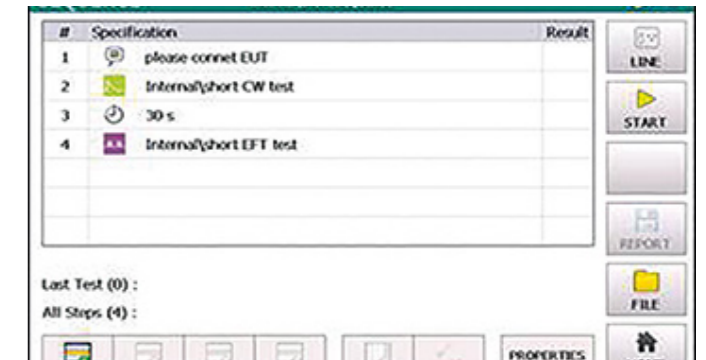 # Specification Result
1 please connet EUT
2 Internal\short CW test
3 30 s
4 Internal\short EFT test
LINE
START
REPORT
FILE
Last Test (0) :
All Steps (4) :
PROPERTIES